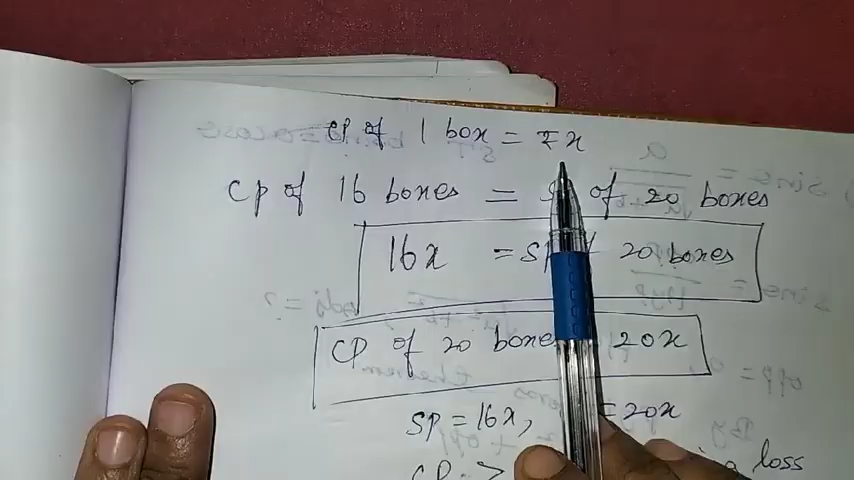 CP of 1 box = ₹x
CP of 16 boxes = of 20 boxes
16x = SP 20 boxes
CP of 20 boxes 20x
SP = 16x, = 20x
CP > a loss